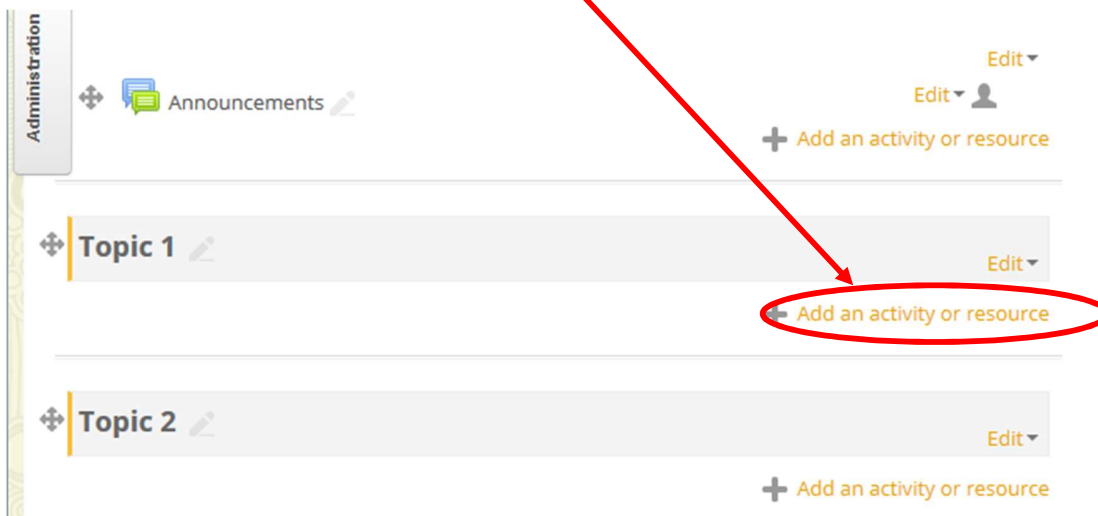 Administration
Edit
Announcements
Edit
Add an activity or resource
Topic 1
Edit
Add an activity or resource
Topic 2
Edit
Add an activity or resource